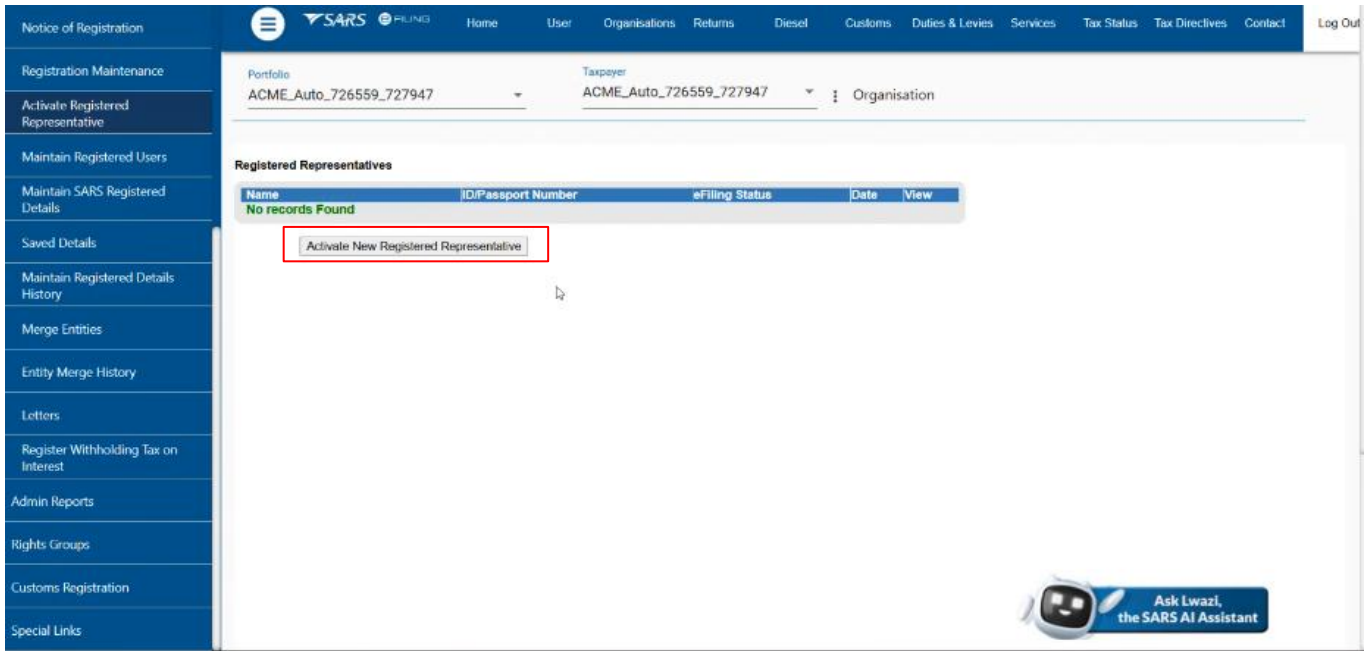 Notice of Registration
Registration Maintenance
Activate Registered
Representative
Maintain Registered Users
Maintain SARS Registered
Details
Saved Details
Maintain Registered Details
History
Merge Entities
Entity Merge History
Letters
Register Withholding Tax on
Interest
Admin Reports
Rights Groups
Customs Registration
Special Links
SARS eFILING Home User Organisations Returns Diesel Customs Duties & Levies Services Tax Status Tax Directives Contact Log Out
Portfolio Taxpayer
ACME_Auto_726559_727947 ACME_Auto_726559_727947 Organisation
Registered Representatives
Name ID/Passport Number eFiling Status Date View
No records Found
Activate New Registered Representative
Ask Lwazi,
the SARS AI Assistant